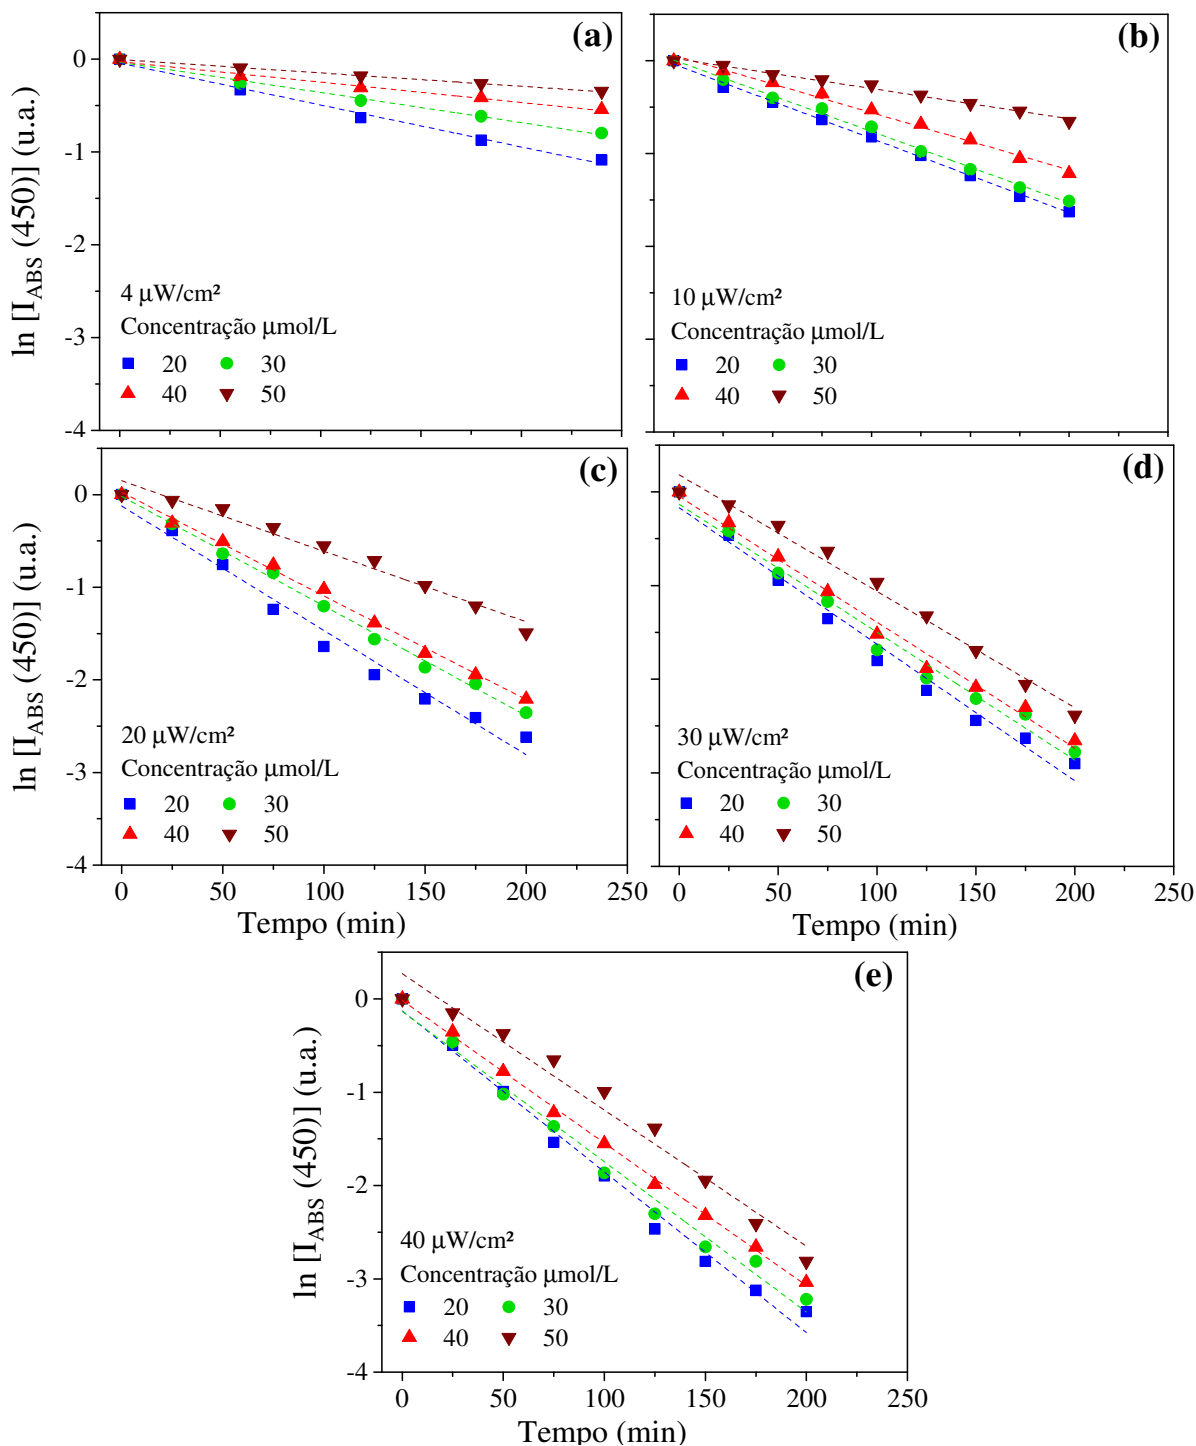 (a)
ln [I_ABS (450)] (u.a.)
0
-1
-2
-3
-4
4 μW/cm²
Concentração μmol/L
20 30
40 50
(b)
10 μW/cm²
Concentração μmol/L
20 30
40 50
(c)
ln [I_ABS (450)] (u.a.)
0
-1
-2
-3
-4
20 μW/cm²
Concentração μmol/L
20 30
40 50
0 50 100 150 200 250
Tempo (min)
(d)
30 μW/cm²
Concentração μmol/L
20 30
40 50
0 50 100 150 200 250
Tempo (min)
(e)
ln [I_ABS (450)] (u.a.)
0
-1
-2
-3
-4
40 μW/cm²
Concentração μmol/L
20 30
40 50
0 50 100 150 200 250
Tempo (min)